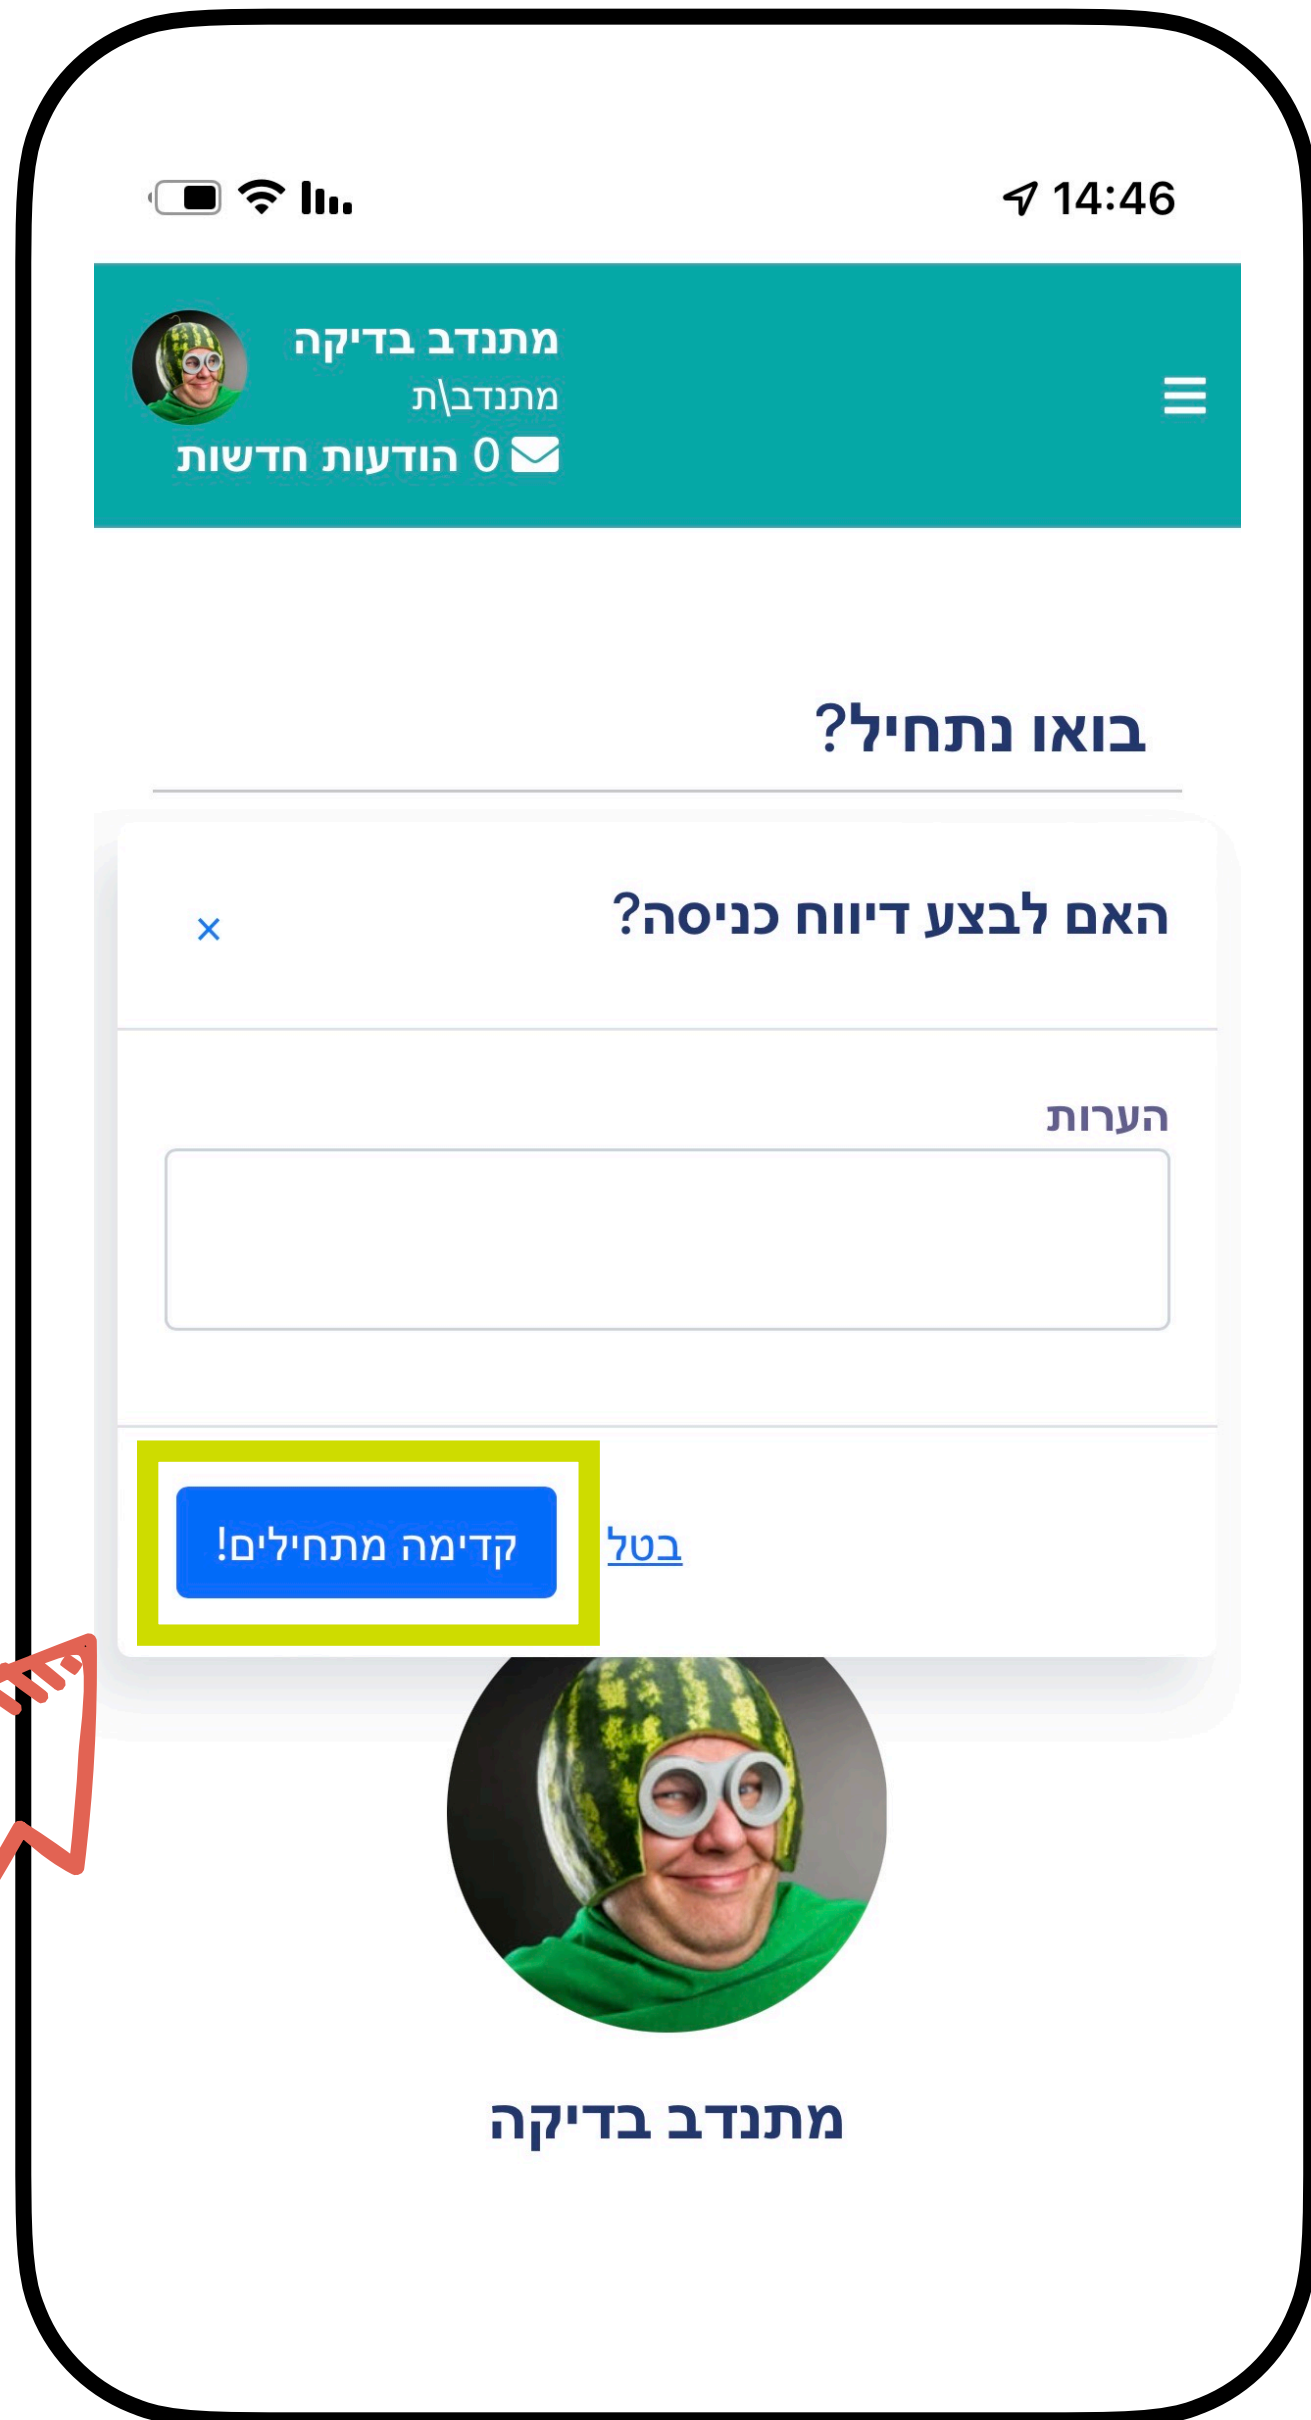 14:46
מתנדב בדיקה
מתנדב\ת
0 הודעות חדשות
בואו נתחיל?
האם לבצע דיווח כניסה?
×
הערות
בטל
קדימה מתחילים!
מתנדב בדיקה